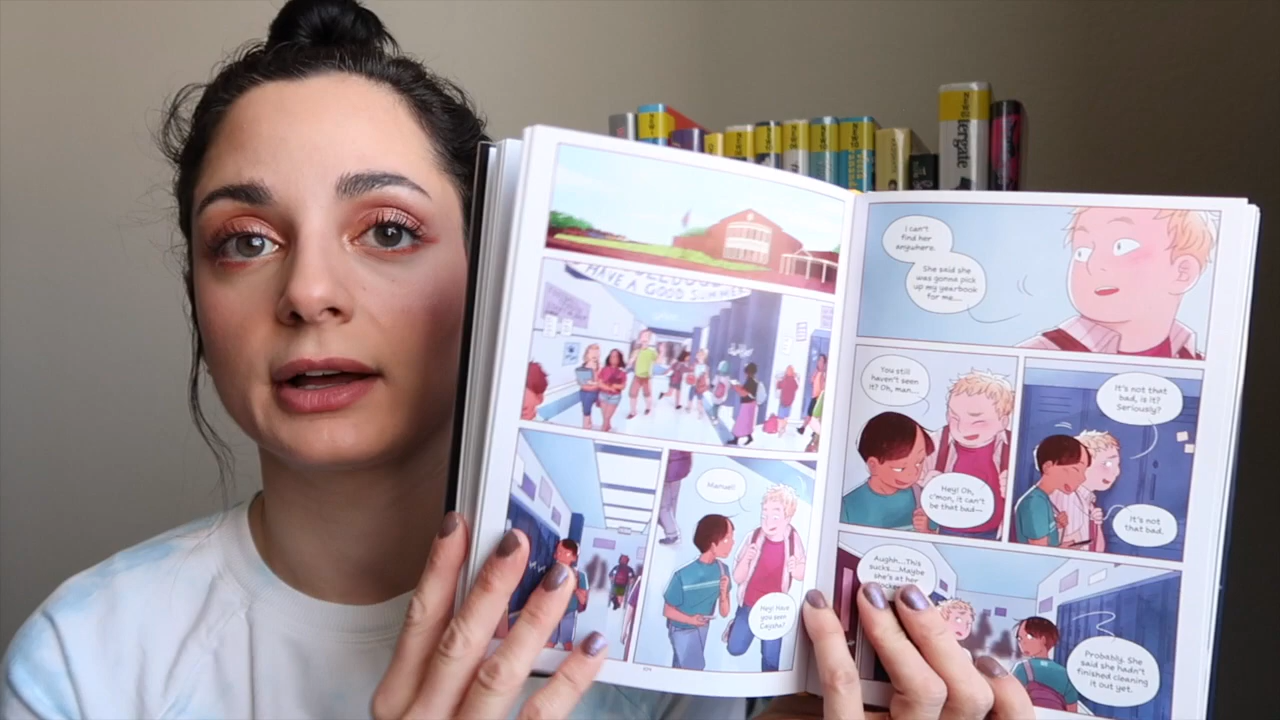 HAVE A GOOD SUMMER
Manuel!
Hey! Have
you seen
I can't
find her
anywhere.
She said she
was gonna pick
up my yearbook
for me....
You still
haven't seen
it? Oh, man....
Hey! Oh,
c'mon, it can't
be that bad—
It's not that
bad, is it?
Seriously?
It's not
that bad.
Aughh....This
sucks....Maybe
she's at her
Probably. She
said she hadn't
finished cleaning
it out yet.
tergate